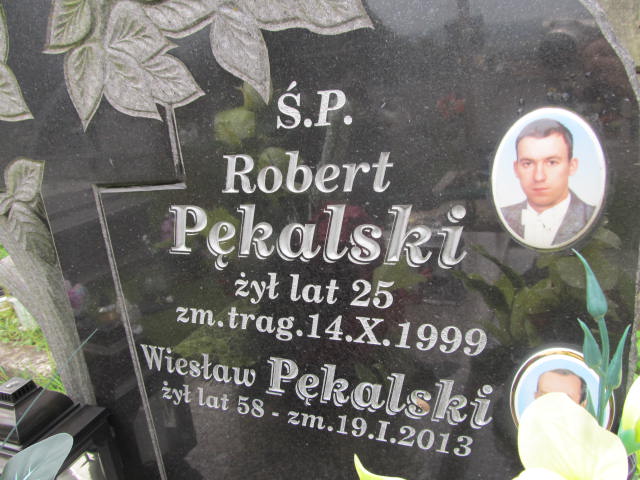 Ś.P.
Robert
Pękalski
żył lat 25
zm.trag.14.X.1999
Wiesław Pękalski
żył lat 58 - zm.19.I.2013